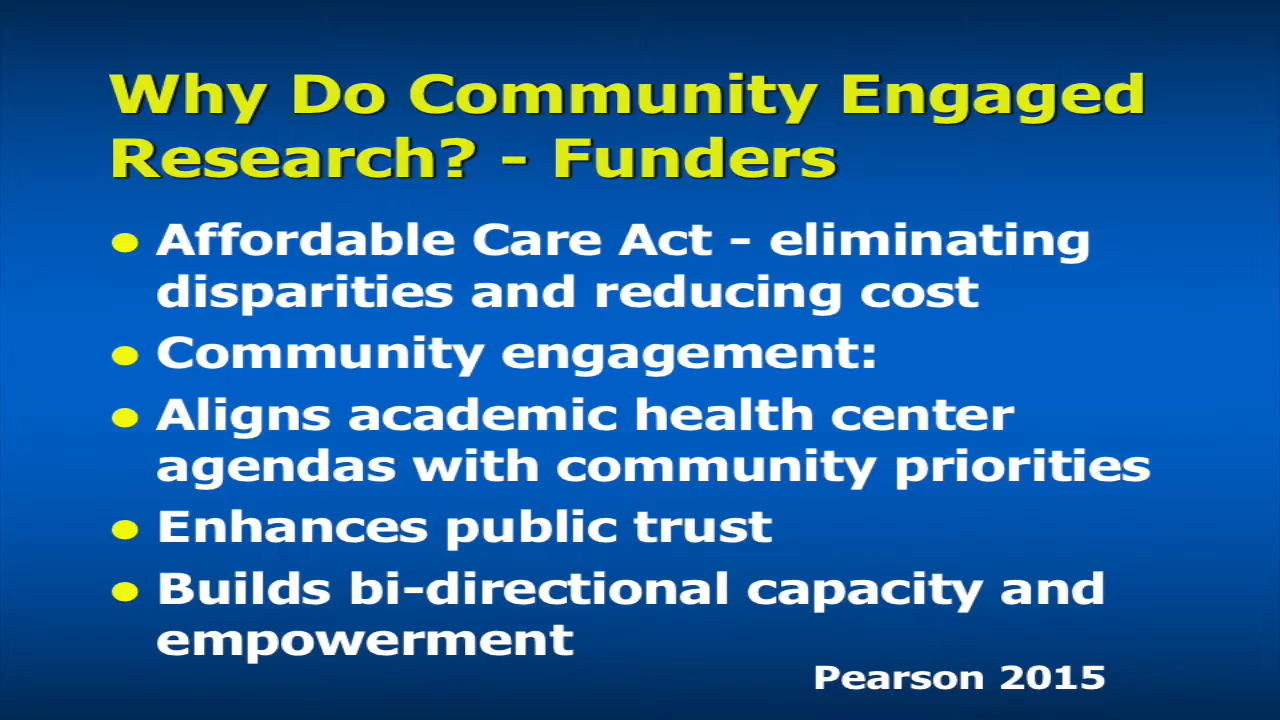 Why Do Community Engaged
Research? - Funders
Affordable Care Act - eliminating
disparities and reducing cost
Community engagement:
Aligns academic health center
agendas with community priorities
Enhances public trust
Builds bi-directional capacity and
empowerment
Pearson 2015